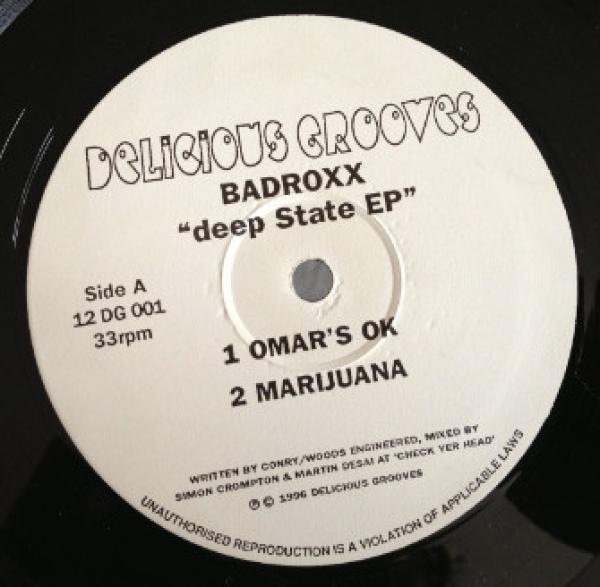 DELICIOUS GROOVES
BADROXX
“deep State EP”
Side A
12 DG 001
33rpm
1 OMAR'S OK
2 MARIJUANA
WRITTEN BY CONRY/WOODS ENGINEERED, MIXED BY
SIMON CROMPTON & MARTIN DESAI AT 'CHECK YER HEAD'
℗ © 1996 DELICIOUS GROOVES
UNAUTHORISED REPRODUCTION IS A VIOLATION OF APPLICABLE LAWS